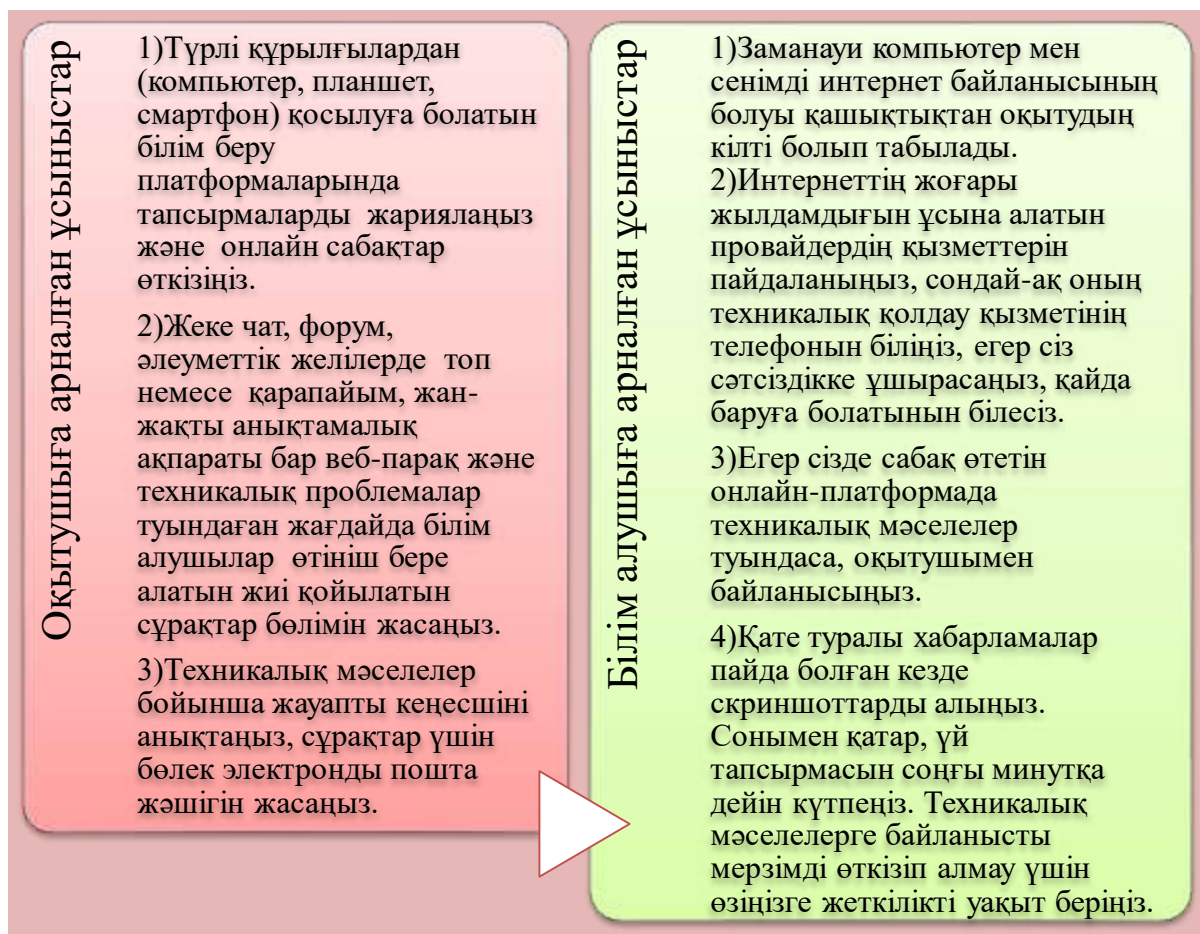 Оқытушыға арналған ұсыныстар
1)Түрлі құрылғылардан
(компьютер, планшет,
смартфон) қосылуға болатын
білім беру
платформаларында
тапсырмаларды жариялаңыз
және онлайн сабақтар
өткізіңіз.
2)Жеке чат, форум,
әлеуметтік желілерде топ
немесе қарапайым, жан-
жақты анықтамалық
ақпараты бар веб-парақ және
техникалық проблемалар
туындаған жағдайда білім
алушылар өтініш бере
алатын жиі қойылатын
сұрақтар бөлімін жасаңыз.
3)Техникалық мәселелер
бойынша жауапты кеңесшіні
анықтаңыз, сұрақтар үшін
бөлек электронды пошта
жәшігін жасаңыз.
Білім алушыға арналған ұсыныстар
1)Заманауи компьютер мен
сенімді интернет байланысының
болуы қашықтықтан оқытудың
кілті болып табылады.
2)Интернеттің жоғары
жылдамдығын ұсына алатын
провайдердің қызметтерін
пайдаланыңыз, сондай-ақ оның
техникалық қолдау қызметінің
телефонын біліңіз, егер сіз
сәтсіздікке ұшырасаңыз, қайда
баруға болатынын білесіз.
3)Егер сізде сабақ өтетін
онлайн-платформада
техникалық мәселелер
туындаса, оқытушымен
байланысыңыз.
4)Қате туралы хабарламалар
пайда болған кезде
скриншоттарды алыңыз.
Сонымен қатар, үй
тапсырмасын соңғы минутқа
дейін күтпеңіз. Техникалық
мәселелерге байланысты
мерзімді өткізіп алмау үшін
өзіңізге жеткілікті уақыт беріңіз.